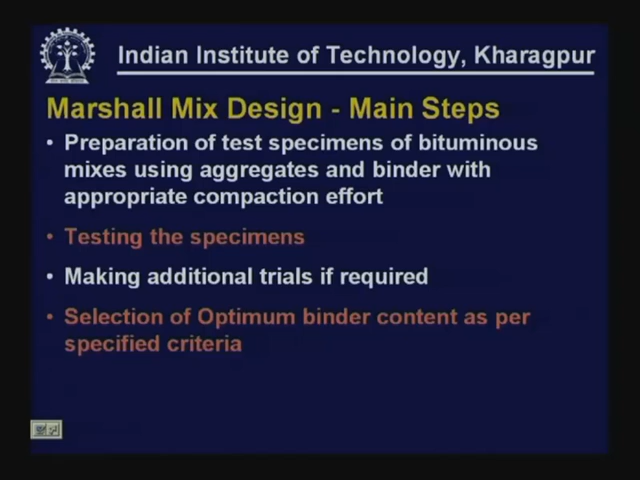 Indian Institute of Technology, Kharagpur
Marshall Mix Design - Main Steps
• Preparation of test specimens of bituminous
mixes using aggregates and binder with
appropriate compaction effort
• Testing the specimens
• Making additional trials if required
• Selection of Optimum binder content as per
specified criteria